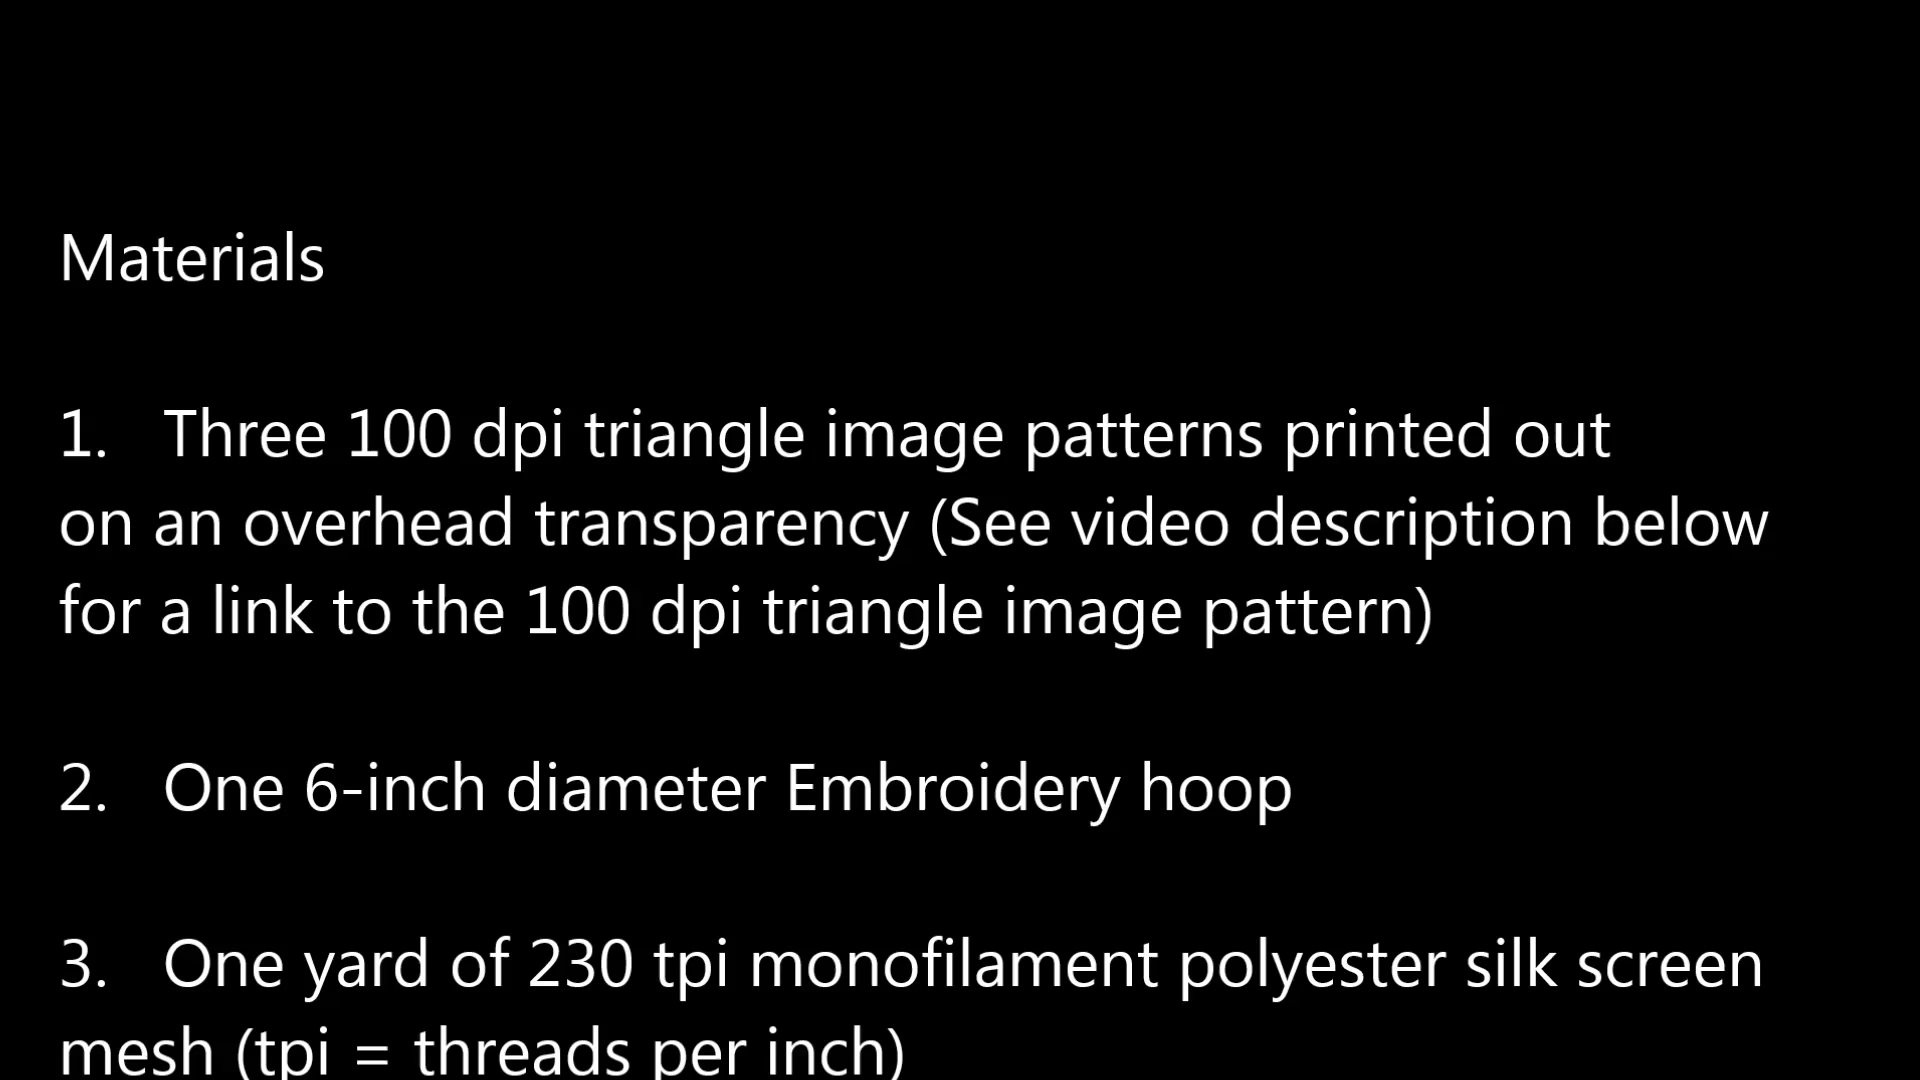 Materials
1. Three 100 dpi triangle image patterns printed out
on an overhead transparency (See video description below
for a link to the 100 dpi triangle image pattern)
2. One 6-inch diameter Embroidery hoop
3. One yard of 230 tpi monofilament polyester silk screen
mesh (tpi = threads per inch)